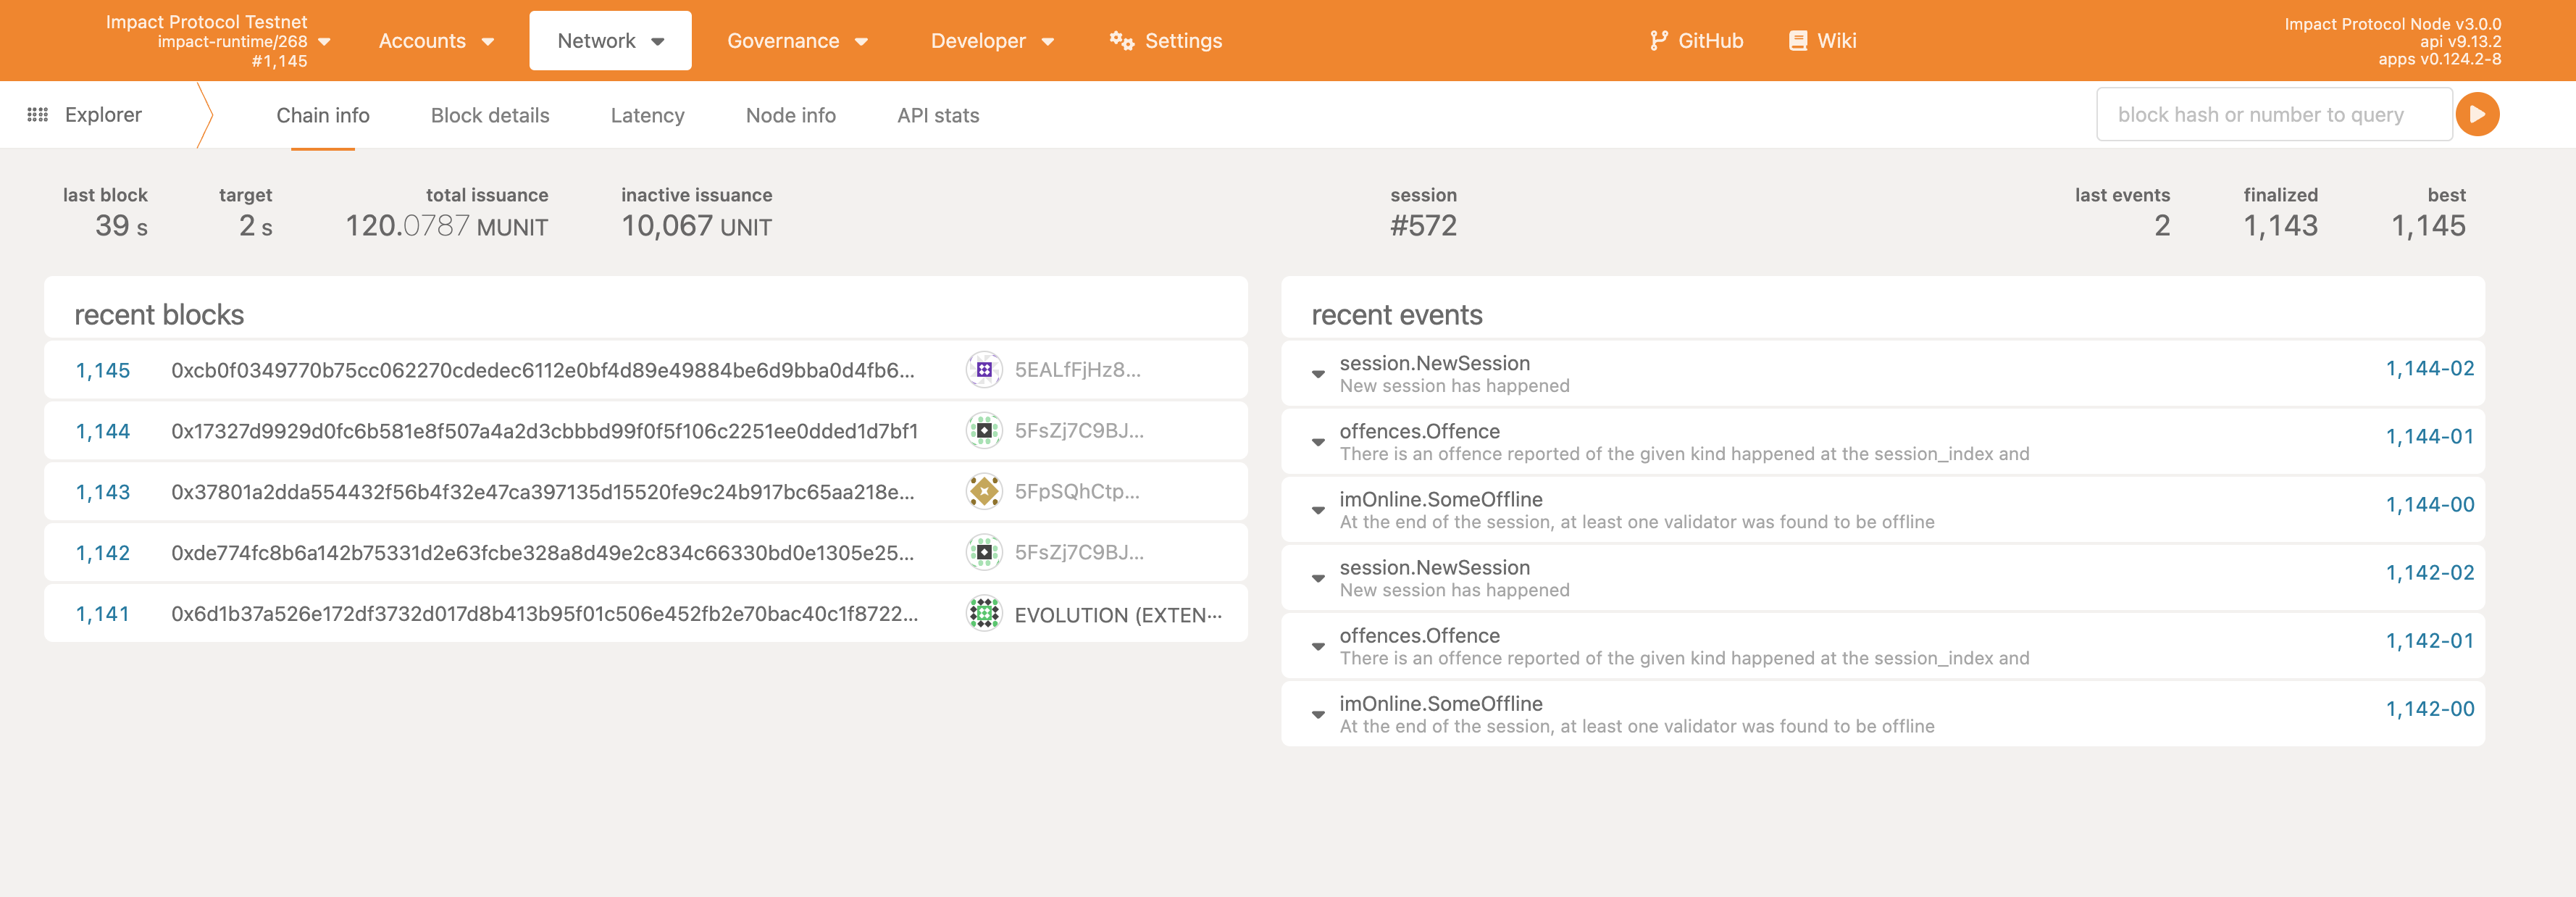 Impact Protocol Testnet
impact-runtime/268
#1,145
Accounts
Network
Governance
Developer
Settings
GitHub
Wiki
Impact Protocol Node v3.0.0
api v9.13.2
apps v0.124.2-8
Explorer
Chain info
Block details
Latency
Node info
API stats
block hash or number to query
last block
39 s
target
2 s
total issuance
120.0787 MUNIT
inactive issuance
10,067 UNIT
session
#572
last events
2
finalized
1,143
best
1,145
recent blocks
1,145 0xcb0f0349770b75cc062270cdedec6112e0bf4d89e49884be6d9bba0d4fb6... 5EALfFjHz8...
1,144 0x17327d9929d0fc6b581e8f507a4a2d3cbbbd99f0f5f106c2251ee0dded1d7bf1 5FsZj7C9BJ...
1,143 0x37801a2dda554432f56b4f32e47ca397135d15520fe9c24b917bc65aa218e... 5FpSQhCtp...
1,142 0xde774fc8b6a142b75331d2e63fcbe328a8d49e2c834c66330bd0e1305e25... 5FsZj7C9BJ...
1,141 0x6d1b37a526e172df3732d017d8b413b95f01c506e452fb2e70bac40c1f8722... EVOLUTION (EXTEN...
recent events
session.NewSession 1,144-02
New session has happened
offences.Offence 1,144-01
There is an offence reported of the given kind happened at the session_index and
imOnline.SomeOffline 1,144-00
At the end of the session, at least one validator was found to be offline
session.NewSession 1,142-02
New session has happened
offences.Offence 1,142-01
There is an offence reported of the given kind happened at the session_index and
imOnline.SomeOffline 1,142-00
At the end of the session, at least one validator was found to be offline